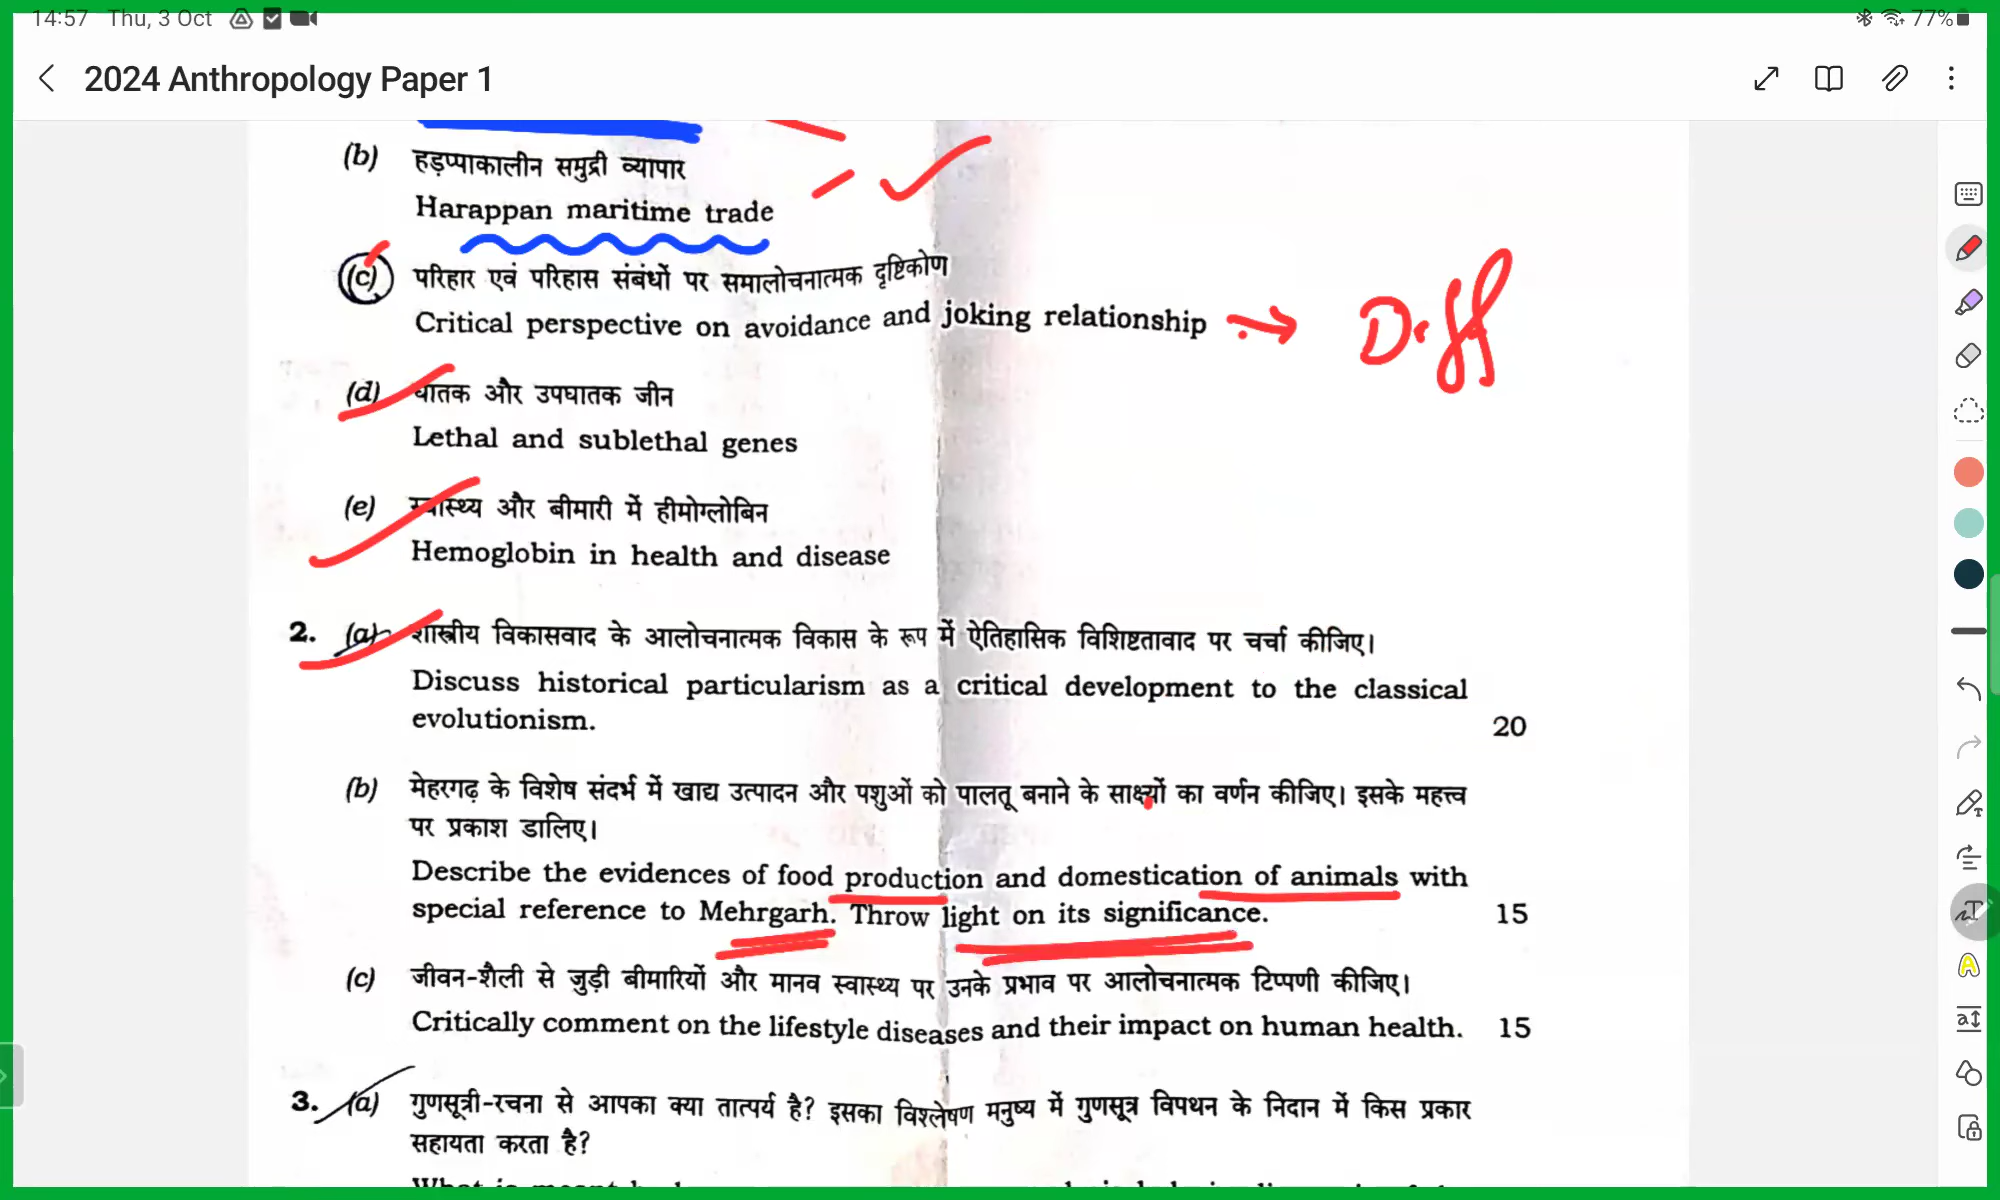 14:57 Thu, 3 Oct
77%
2024 Anthropology Paper 1
(b) हड़प्पाकालीन समुद्री व्यापार
Harappan maritime trade
(c) परिहार एवं परिहास संबंधों पर समालोचनात्मक दृष्टिकोण
Critical perspective on avoidance and joking relationship → Diff
(d) घातक और उपघातक जीन
Lethal and sublethal genes
(e) स्वास्थ्य और बीमारी में हीमोग्लोबिन
Hemoglobin in health and disease
2. (a) शास्त्रीय विकासवाद के आलोचनात्मक विकास के रूप में ऐतिहासिक विशिष्टतावाद पर चर्चा कीजिए।
Discuss historical particularism as a critical development to the classical
evolutionism. 20
(b) मेहरगढ़ के विशेष संदर्भ में खाद्य उत्पादन और पशुओं को पालतू बनाने के साक्ष्यों का वर्णन कीजिए। इसके महत्त्व
पर प्रकाश डालिए।
Describe the evidences of food production and domestication of animals with
special reference to Mehrgarh. Throw light on its significance. 15
(c) जीवन-शैली से जुड़ी बीमारियों और मानव स्वास्थ्य पर उनके प्रभाव पर आलोचनात्मक टिप्पणी कीजिए।
Critically comment on the lifestyle diseases and their impact on human health. 15
3. (a) गुणसूत्री-रचना से आपका क्या तात्पर्य है? इसका विश्लेषण मनुष्य में गुणसूत्र विपथन के निदान में किस प्रकार
सहायता करता है?